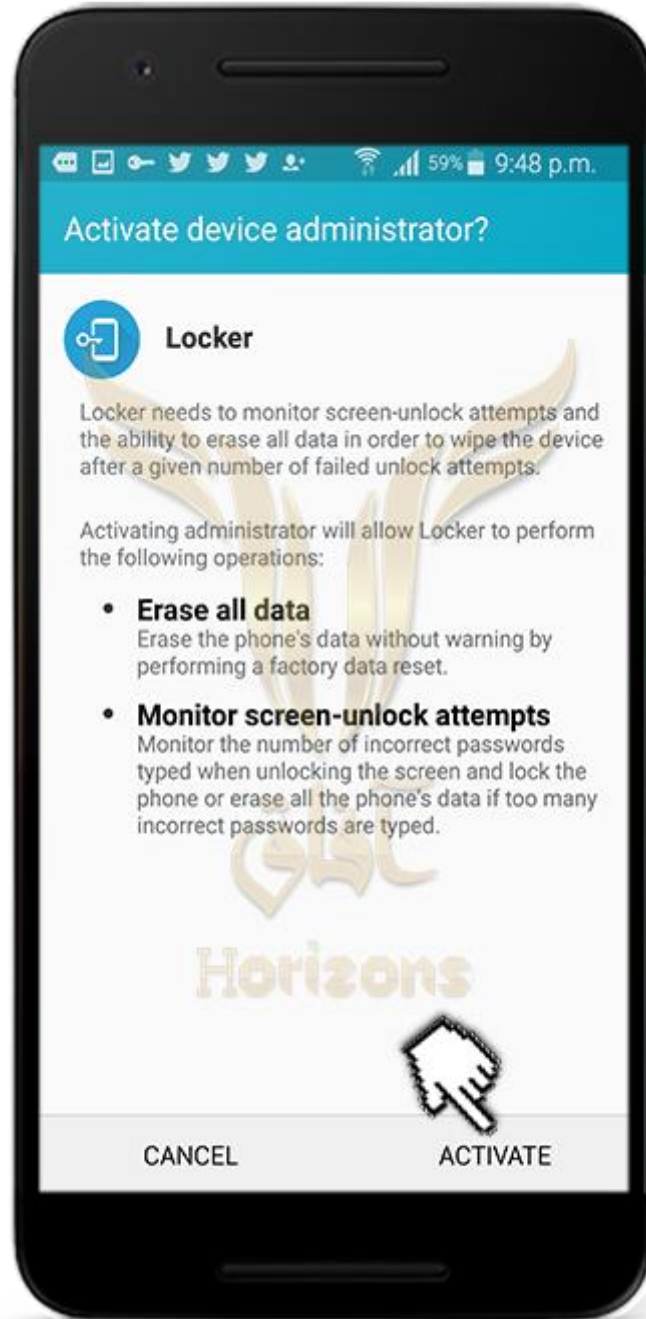 59% 9:48 p.m.
Activate device administrator?
Locker
Locker needs to monitor screen-unlock attempts and
the ability to erase all data in order to wipe the device
after a given number of failed unlock attempts.
Activating administrator will allow Locker to perform
the following operations:
• Erase all data
Erase the phone's data without warning by
performing a factory data reset.
• Monitor screen-unlock attempts
Monitor the number of incorrect passwords
typed when unlocking the screen and lock the
phone or erase all the phone's data if too many
incorrect passwords are typed.
آفاق
Horizons
CANCEL ACTIVATE